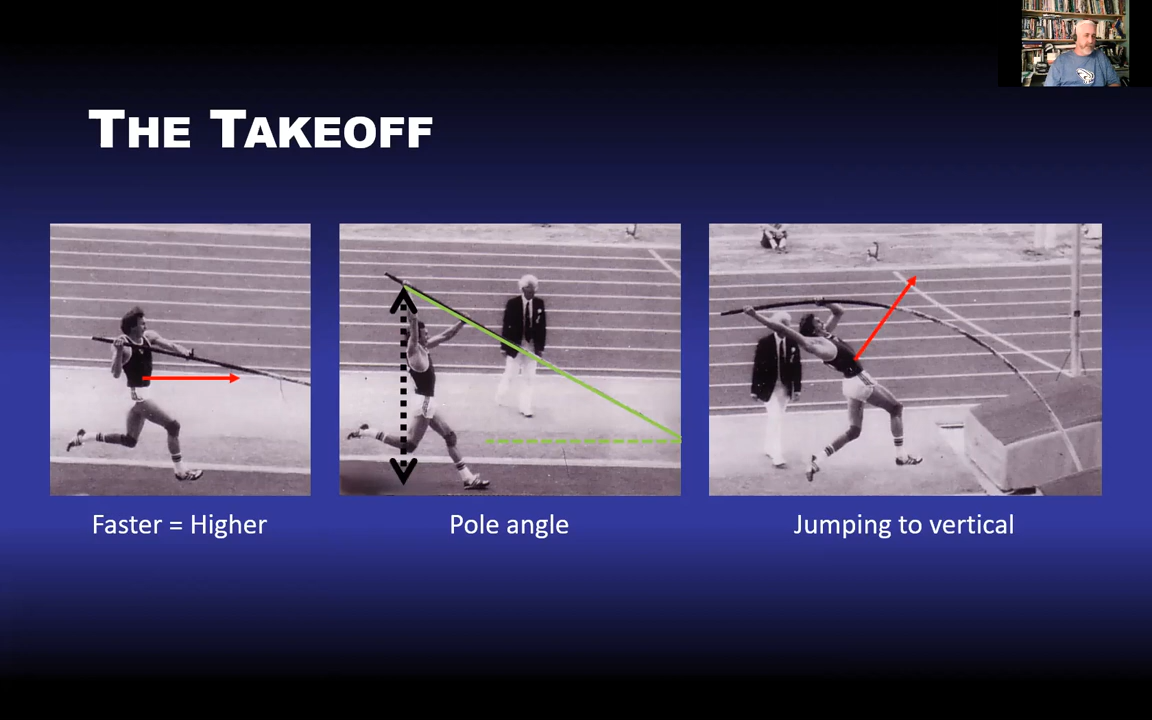 THE TAKEOFF
Faster = Higher
Pole angle
Jumping to vertical